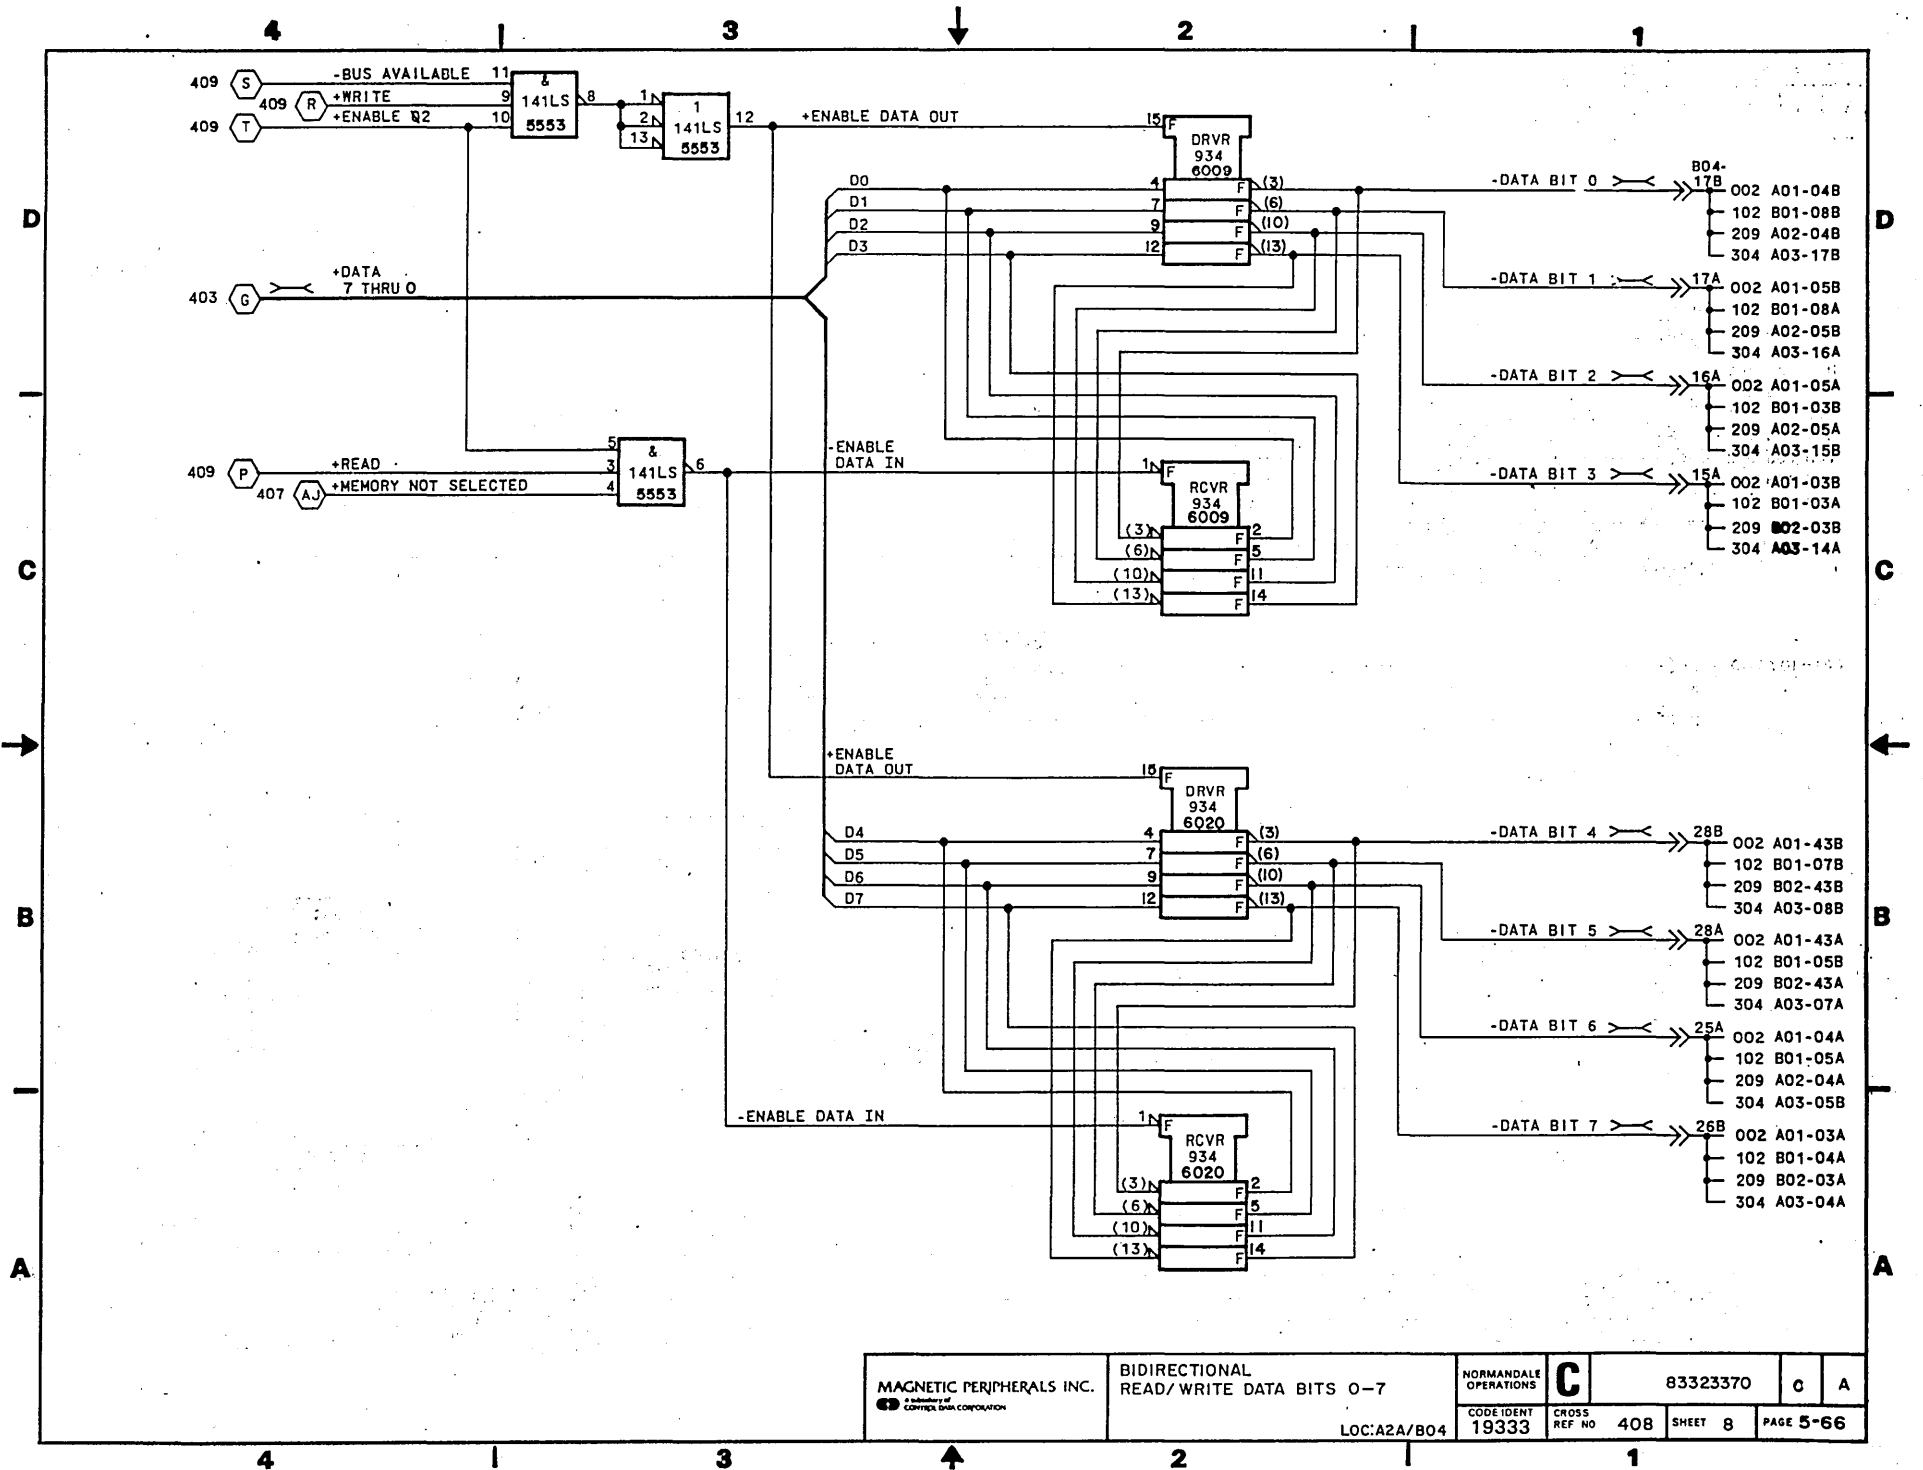 4 3 2 1
409 S -BUS AVAILABLE 11
409 R +WRITE 9
409 T +ENABLE Q2 10
&
141LS
5553
8
1
2
13
1
141LS
5553
12
+ENABLE DATA OUT
15 F
DRVR
934
6009
D0 4 F (3)
D1 7 F (6)
D2 9 F (10)
D3 12 F (13)
D
D
403 G +DATA
7 THRU 0
-DATA BIT 0
B04-
17B
002 A01-04B
102 B01-08B
209 A02-04B
304 A03-17B
-DATA BIT 1 17A
002 A01-05B
102 B01-08A
209 A02-05B
304 A03-16A
-DATA BIT 2 16A
002 A01-05A
102 B01-03B
209 A02-05A
304 A03-15B
-DATA BIT 3 15A
002 A01-03B
102 B01-03A
209 B02-03B
304 A03-14A
5
409 P +READ 3
407 AJ +MEMORY NOT SELECTED 4
&
141LS
5553
6
-ENABLE
DATA IN
1 F
RCVR
934
6009
(3) F 2
(6) F 5
(10) F 11
(13) F 14
C
C
+ENABLE
DATA OUT
15 F
DRVR
934
6020
D4 4 F (3)
D5 7 F (6)
D6 9 F (10)
D7 12 F (13)
B
B
-DATA BIT 4 28B
002 A01-43B
102 B01-07B
209 B02-43B
304 A03-08B
-DATA BIT 5 28A
002 A01-43A
102 B01-05B
209 B02-43A
304 A03-07A
-DATA BIT 6 25A
002 A01-04A
102 B01-05A
209 A02-04A
304 A03-05B
-DATA BIT 7 26B
002 A01-03A
102 B01-04A
209 B02-03A
304 A03-04A
-ENABLE DATA IN
1 F
RCVR
934
6020
(3) F 2
(6) F 5
(10) F 11
(13) F 14
A
A
MAGNETIC PERIPHERALS INC.
a subsidiary of
CONTROL DATA CORPORATION
BIDIRECTIONAL
READ/WRITE DATA BITS 0-7
LOC:A2A/B04
NORMANDALE
OPERATIONS
C
83323370
C
A
CODE IDENT
19333
CROSS
REF NO 408
SHEET 8
PAGE 5-66
4 3 2 1